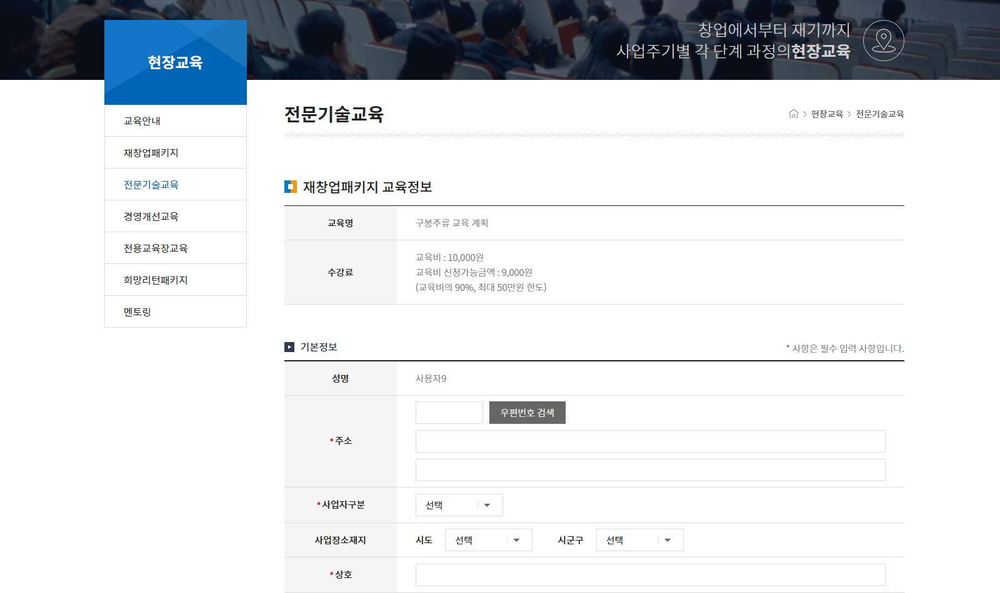 창업에서부터 재기까지
사업주기별 각 단계 과정의현장교육
현장교육
교육안내
재창업패키지
전문기술교육
경영개선교육
전용교육장교육
희망리턴패키지
멘토링
전문기술교육
현장교육 > 전문기술교육
재창업패키지 교육정보
교육명 구봉주류 교육 계획
수강료
교육비 : 10,000원
교육비 신청가능금액 : 9,000원
(교육비의 90%, 최대 50만원 한도)
기본정보
* 사항은 필수 입력 사항입니다.
성명 사용자9
*주소 우편번호 검색
*사업자구분 선택
사업장소재지 시도 선택 시군구 선택
*상호